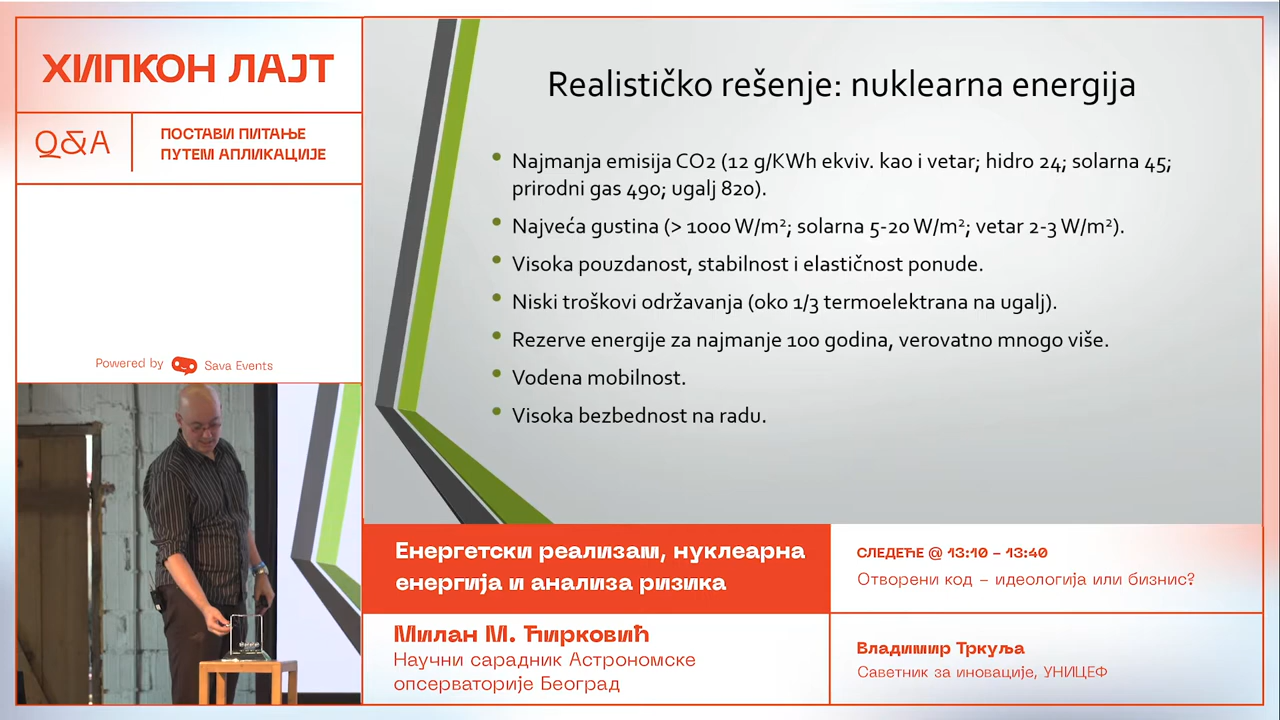 ХИПКОН ЛАЈТ
Q&A
ПОСТАВИ ПИТАЊЕ
ПУТЕМ АПЛИКАЦИЈЕ
Powered by Sava Events
Realističko rešenje: nuklearna energija
• Najmanja emisija CO2 (12 g/KWh ekviv. kao i vetar; hidro 24; solarna 45;
prirodni gas 490; ugalj 820).
• Najveća gustina (> 1000 W/m²; solarna 5-20 W/m²; vetar 2-3 W/m²).
• Visoka pouzdanost, stabilnost i elastičnost ponude.
• Niski troškovi održavanja (oko 1/3 termoelektrana na ugalj).
• Rezerve energije za najmanje 100 godina, verovatno mnogo više.
• Vodena mobilnost.
• Visoka bezbednost na radu.
Енергетски реализам, нуклеарна
енергија и анализа ризика
Милан М. Ћирковић
Научни сарадник Астрономске
опсерваторије Београд
СЛЕДЕЋЕ @ 13:10 – 13:40
Отворени код – идеологија или бизнис?
Владимир Тркуља
Саветник за иновације, УНИЦЕФ